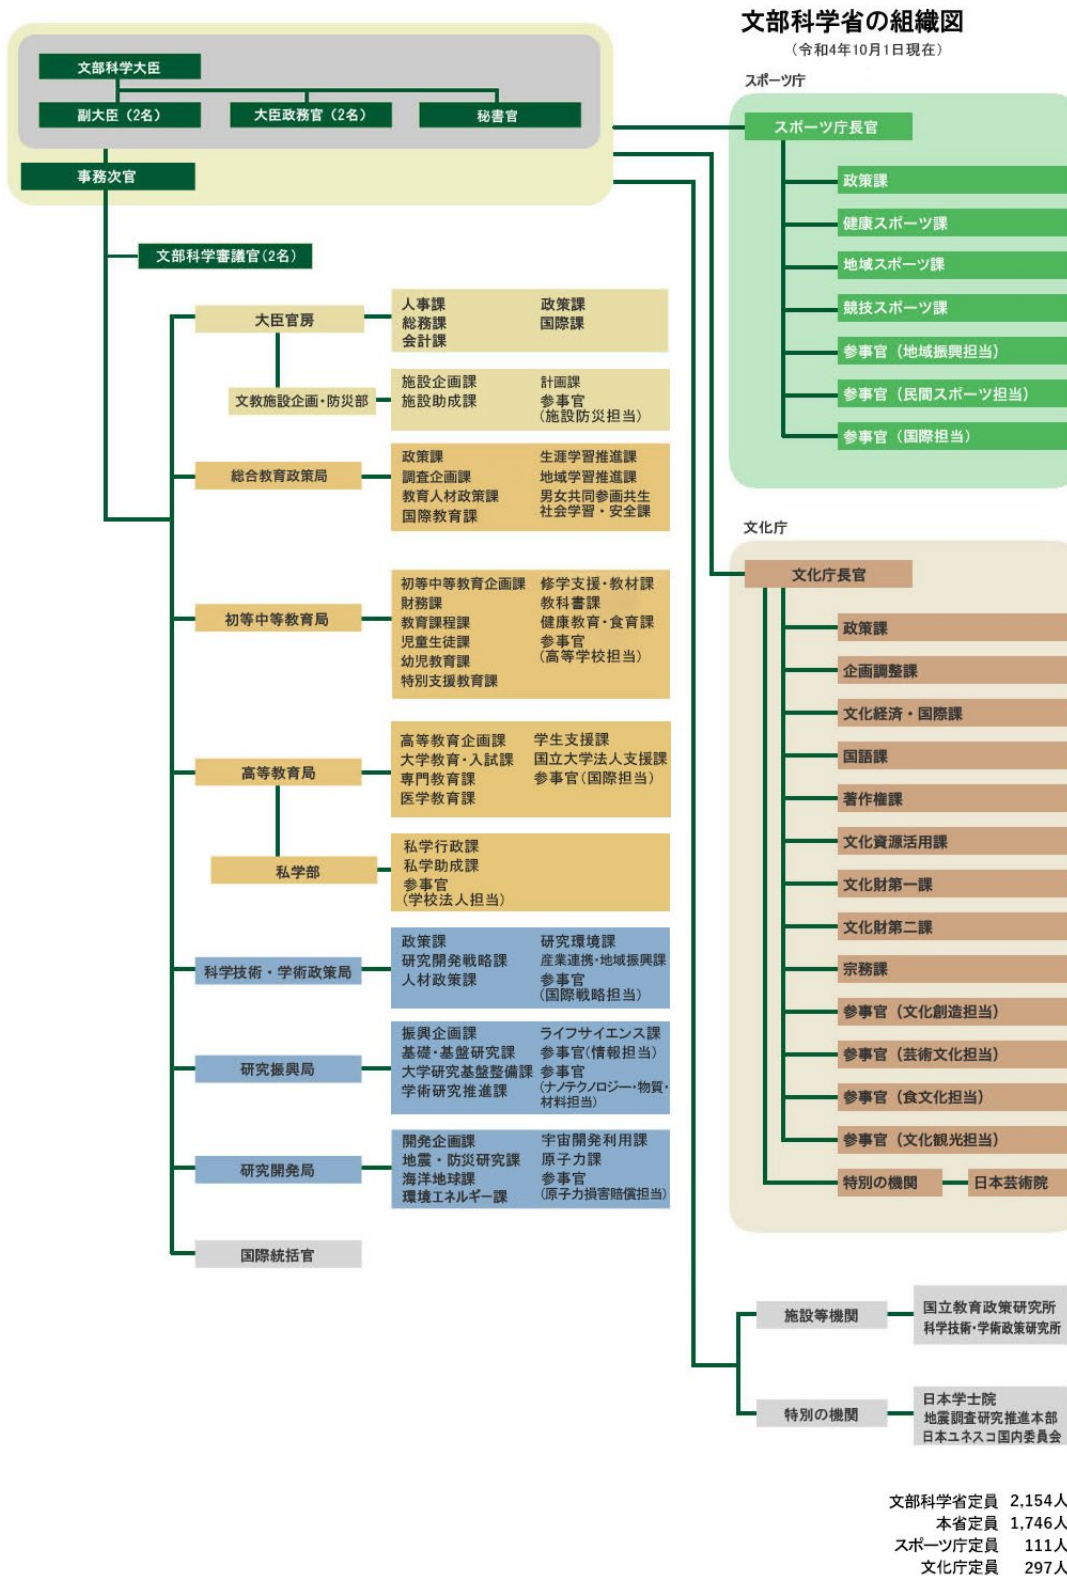 文部科学省の組織図
（令和4年10月1日現在）
文部科学大臣
副大臣（2名）
大臣政務官（2名）
秘書官
事務次官
文部科学審議官（2名）
大臣官房
人事課
総務課
会計課
政策課
国際課
文教施設企画・防災部
施設企画課
施設助成課
計画課
参事官
（施設防災担当）
総合教育政策局
政策課
調査企画課
教育人材政策課
国際教育課
生涯学習推進課
地域学習推進課
男女共同参画共生
社会学習・安全課
初等中等教育局
初等中等教育企画課
財務課
教育課程課
児童生徒課
幼児教育課
特別支援教育課
修学支援・教材課
教科書課
健康教育・食育課
参事官
（高等学校担当）
高等教育局
高等教育企画課
大学教育・入試課
専門教育課
医学教育課
学生支援課
国立大学法人支援課
参事官（国際担当）
私学部
私学行政課
私学助成課
参事官
（学校法人担当）
科学技術・学術政策局
政策課
研究開発戦略課
人材政策課
研究環境課
産業連携・地域振興課
参事官
（国際戦略担当）
研究振興局
振興企画課
基礎・基盤研究課
大学研究基盤整備課
学術研究推進課
ライフサイエンス課
参事官（情報担当）
参事官
（ナノテクノロジー・物質・
材料担当）
研究開発局
開発企画課
地震・防災研究課
海洋地球課
環境エネルギー課
宇宙開発利用課
原子力課
参事官
（原子力損害賠償担当）
国際統括官
スポーツ庁
スポーツ庁長官
政策課
健康スポーツ課
地域スポーツ課
競技スポーツ課
参事官（地域振興担当）
参事官（民間スポーツ担当）
参事官（国際担当）
文化庁
文化庁長官
政策課
企画調整課
文化経済・国際課
国語課
著作権課
文化資源活用課
文化財第一課
文化財第二課
宗務課
参事官（文化創造担当）
参事官（芸術文化担当）
参事官（食文化担当）
参事官（文化観光担当）
特別の機関
日本芸術院
施設等機関
国立教育政策研究所
科学技術・学術政策研究所
特別の機関
日本学士院
地震調査研究推進本部
日本ユネスコ国内委員会
文部科学省定員 2,154人
本省定員 1,746人
スポーツ庁定員 111人
文化庁定員 297人